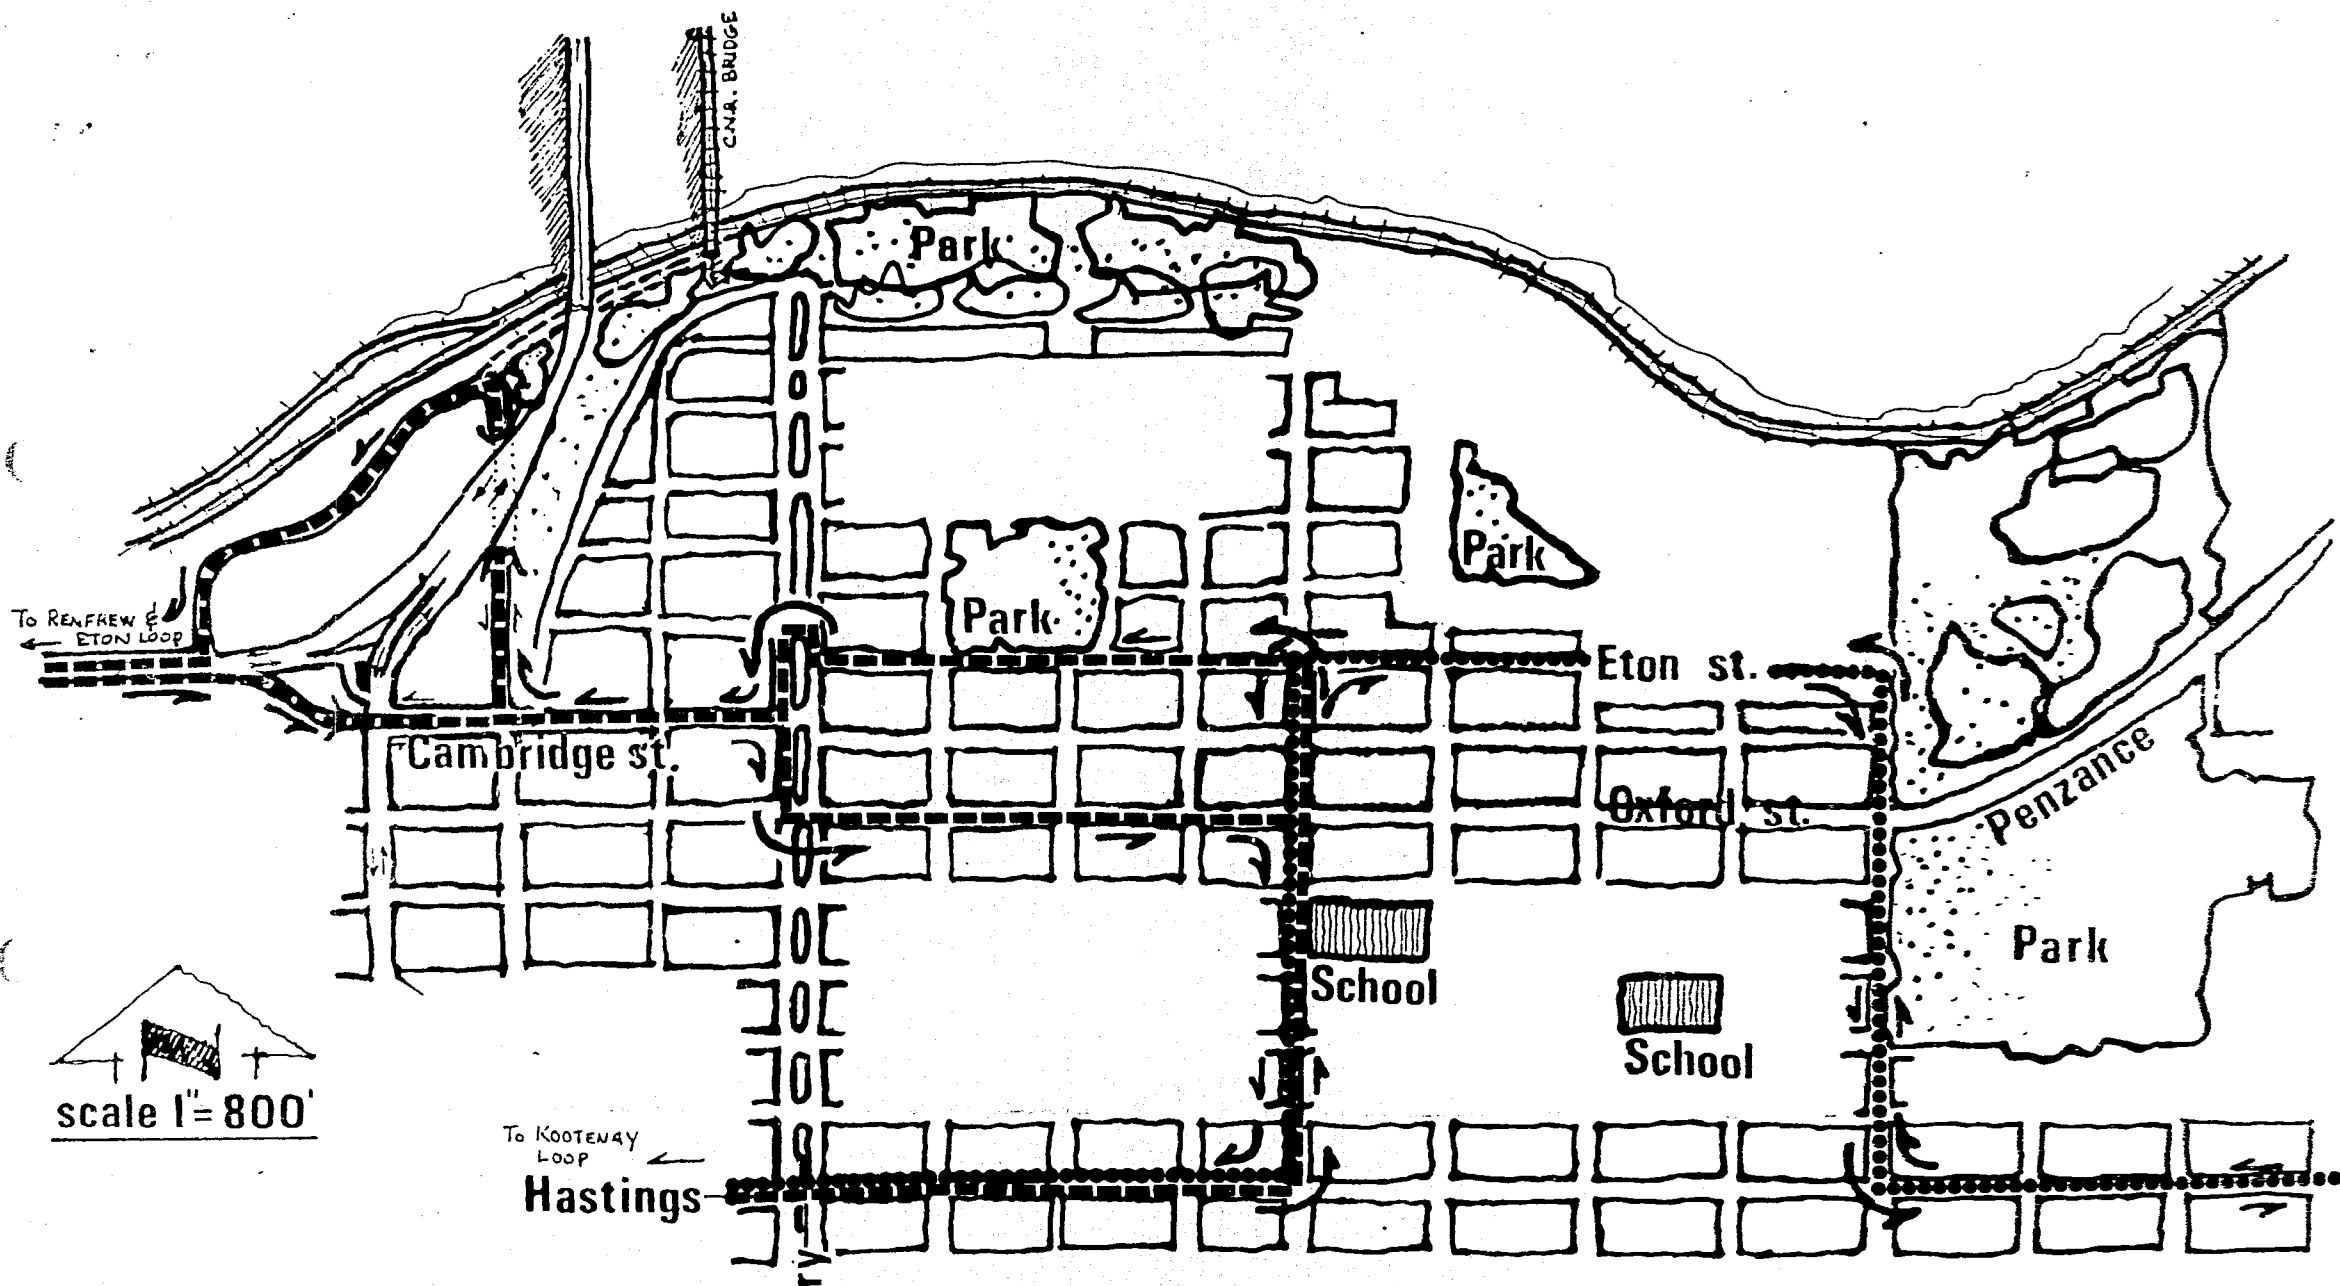 C.N.R. BRIDGE
Park
Park
Park
To RENFREW &
ETON LOOP
Eton st.
Cambridge st.
Oxford st.
Penzance
Park
School
School
scale 1"= 800'
To KOOTENAY
LOOP
Hastings
ry